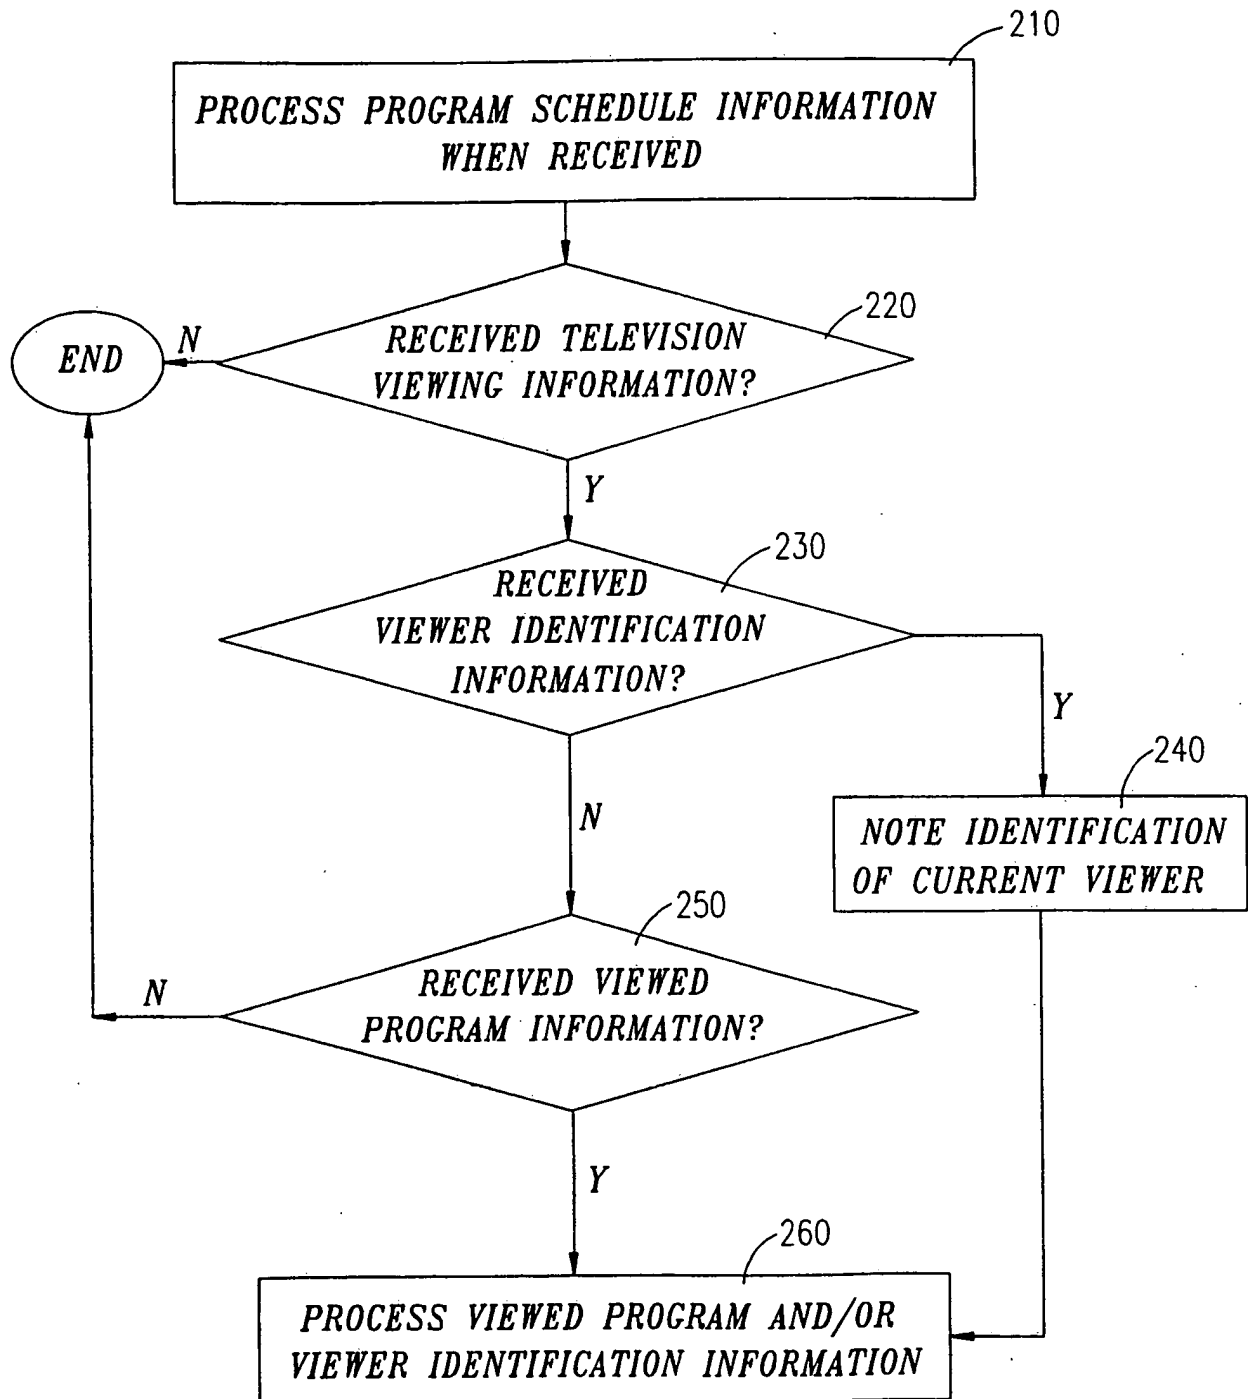 210
PROCESS PROGRAM SCHEDULE INFORMATION
WHEN RECEIVED
220
RECEIVED TELEVISION
VIEWING INFORMATION?
N
END
Y
230
RECEIVED
VIEWER IDENTIFICATION
INFORMATION?
Y
240
NOTE IDENTIFICATION
OF CURRENT VIEWER
N
250
RECEIVED VIEWED
PROGRAM INFORMATION?
N
Y
260
PROCESS VIEWED PROGRAM AND/OR
VIEWER IDENTIFICATION INFORMATION